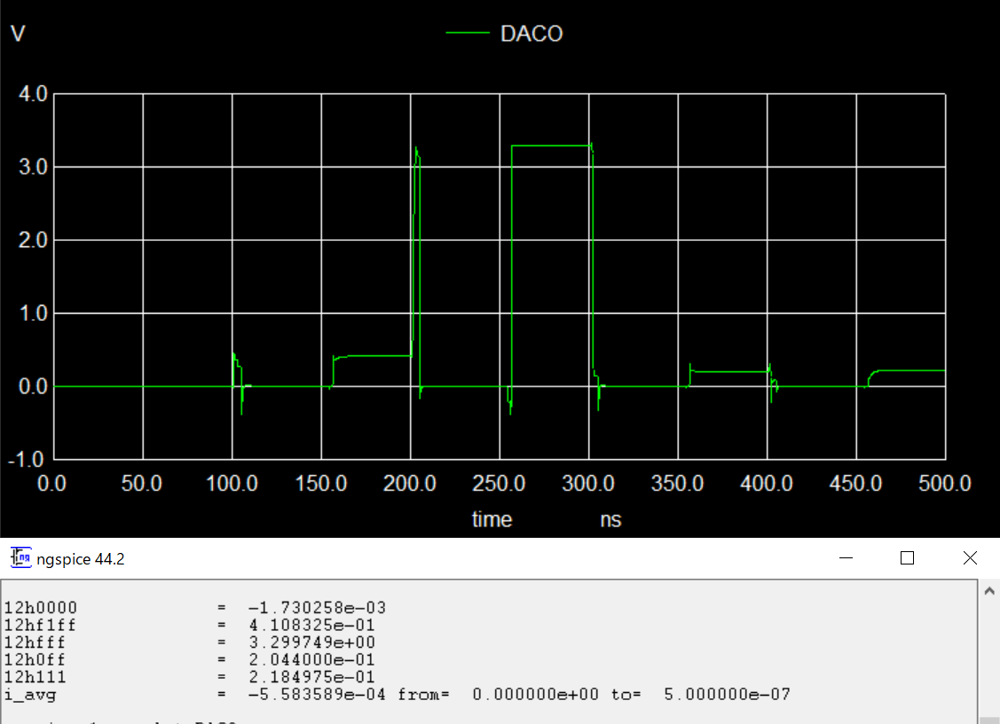 V
DACO
4.0
3.0
2.0
1.0
0.0
-1.0
0.0 50.0 100.0 150.0 200.0 250.0 300.0 350.0 400.0 450.0 500.0
time ns
ngspice 44.2
12h0000 = -1.730258e-03
12hf1ff = 4.108325e-01
12hfff = 3.299749e+00
12h0ff = 2.044000e-01
12h111 = 2.184975e-01
i_avg = -5.583589e-04 from= 0.000000e+00 to= 5.000000e-07